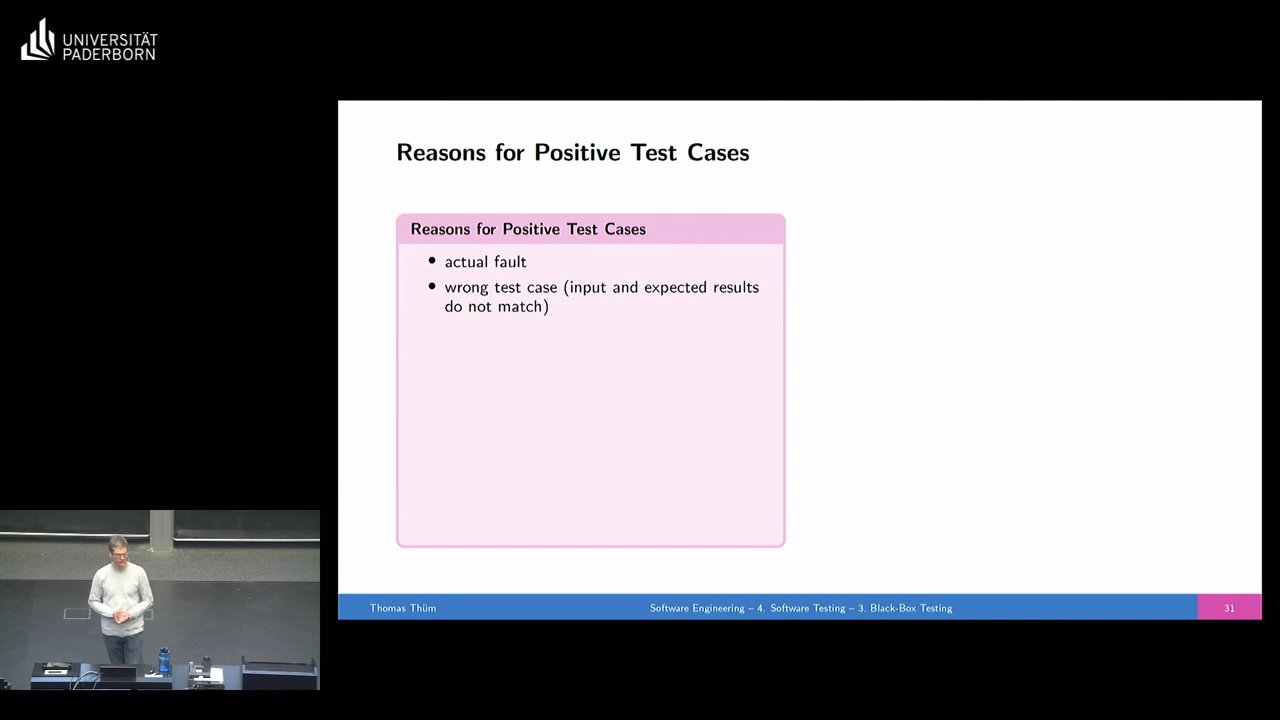 UNIVERSITÄT
PADERBORN
Reasons for Positive Test Cases
Reasons for Positive Test Cases
• actual fault
• wrong test case (input and expected results
do not match)
Thomas Thüm
Software Engineering – 4. Software Testing – 3. Black-Box Testing
31